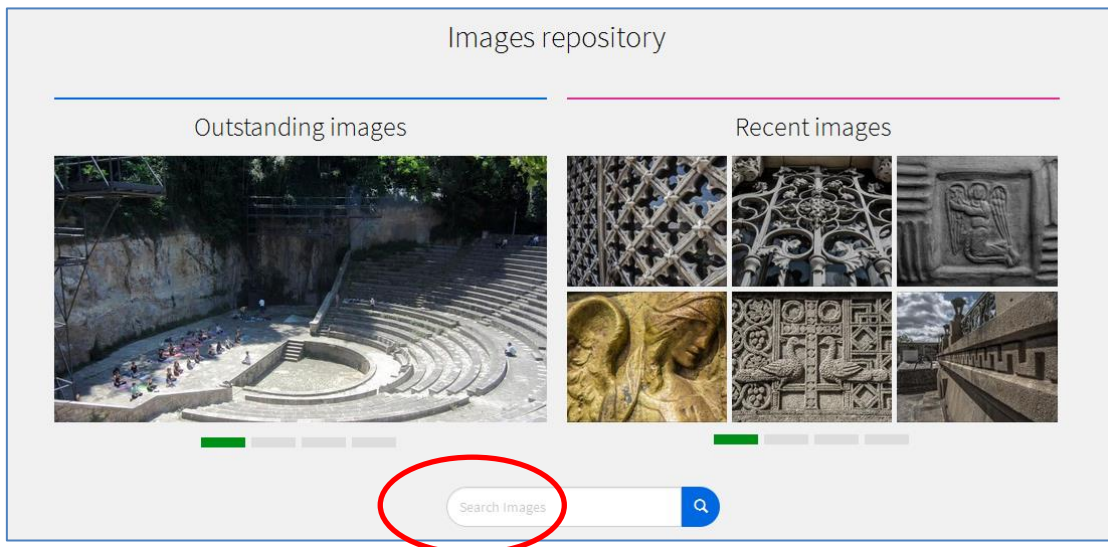 Images repository
Outstanding images
Recent images
Search Images